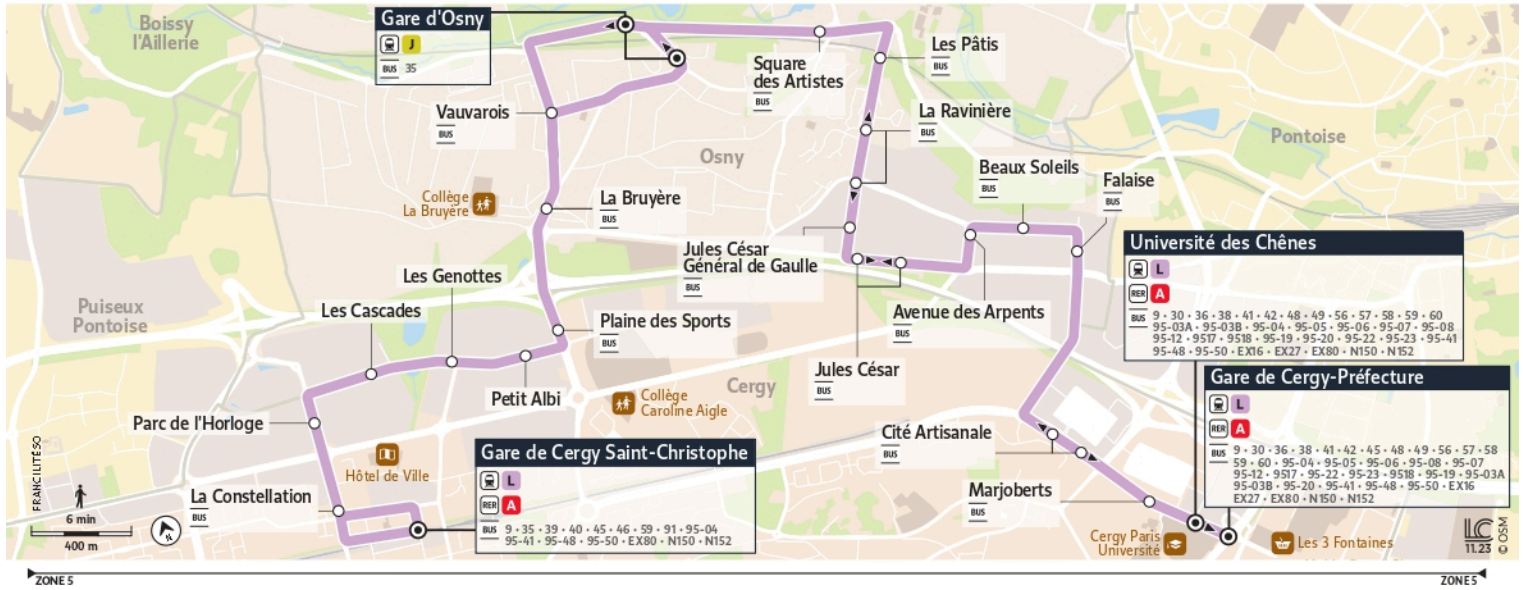 Boissy
l'Aillerie
Gare d'Osny
J
BUS 35
Vauvarois
BUS
Square
des Artistes
BUS
Les Pâtis
BUS
La Ravinière
BUS
Osny
Pontoise
Beaux Soleils
BUS
Falaise
BUS
Collège
La Bruyère
La Bruyère
BUS
Jules César
Général de Gaulle
BUS
Université des Chênes
L
RER A
BUS 9 • 30 • 36 • 38 • 41 • 42 • 48 • 49 • 56 • 57 • 58 • 59 • 60
95-03A • 95-03B • 95-04 • 95-05 • 95-06 • 95-07 • 95-08
95-12 • 9517 • 9518 • 95-19 • 95-20 • 95-22 • 95-23 • 95-41
95-48 • 95-50 • EX16 • EX27 • EX80 • N150 • N152
Les Genottes
Les Cascades
Puiseux
Pontoise
Plaine des Sports
BUS
Avenue des Arpents
BUS
Jules César
BUS
Petit Albi
Cergy
Collège
Caroline Aigle
Gare de Cergy-Préfecture
L
RER A
BUS 9 • 30 • 36 • 38 • 41 • 42 • 45 • 48 • 49 • 56 • 57 • 58
59 • 60 • 95-04 • 95-05 • 95-06 • 95-08 • 95-07
95-12 • 9517 • 95-22 • 95-23 • 9518 • 95-19 • 95-03A
95-03B • 95-20 • 95-41 • 95-48 • 95-50 • EX16
EX27 • EX80 • N150 • N152
Parc de l'Horloge
Hôtel de Ville
Cité Artisanale
BUS
Gare de Cergy Saint-Christophe
L
RER A
BUS 9 • 35 • 39 • 40 • 45 • 46 • 59 • 91 • 95-04
95-41 • 95-48 • 95-50 • EX80 • N150 • N152
La Constellation
BUS
Marjoberts
BUS
Cergy Paris
Université
Les 3 Fontaines
FRANCILITÉ SO
6 min
400 m
N
LC
11.23
© OSM
ZONE 5
ZONE 5